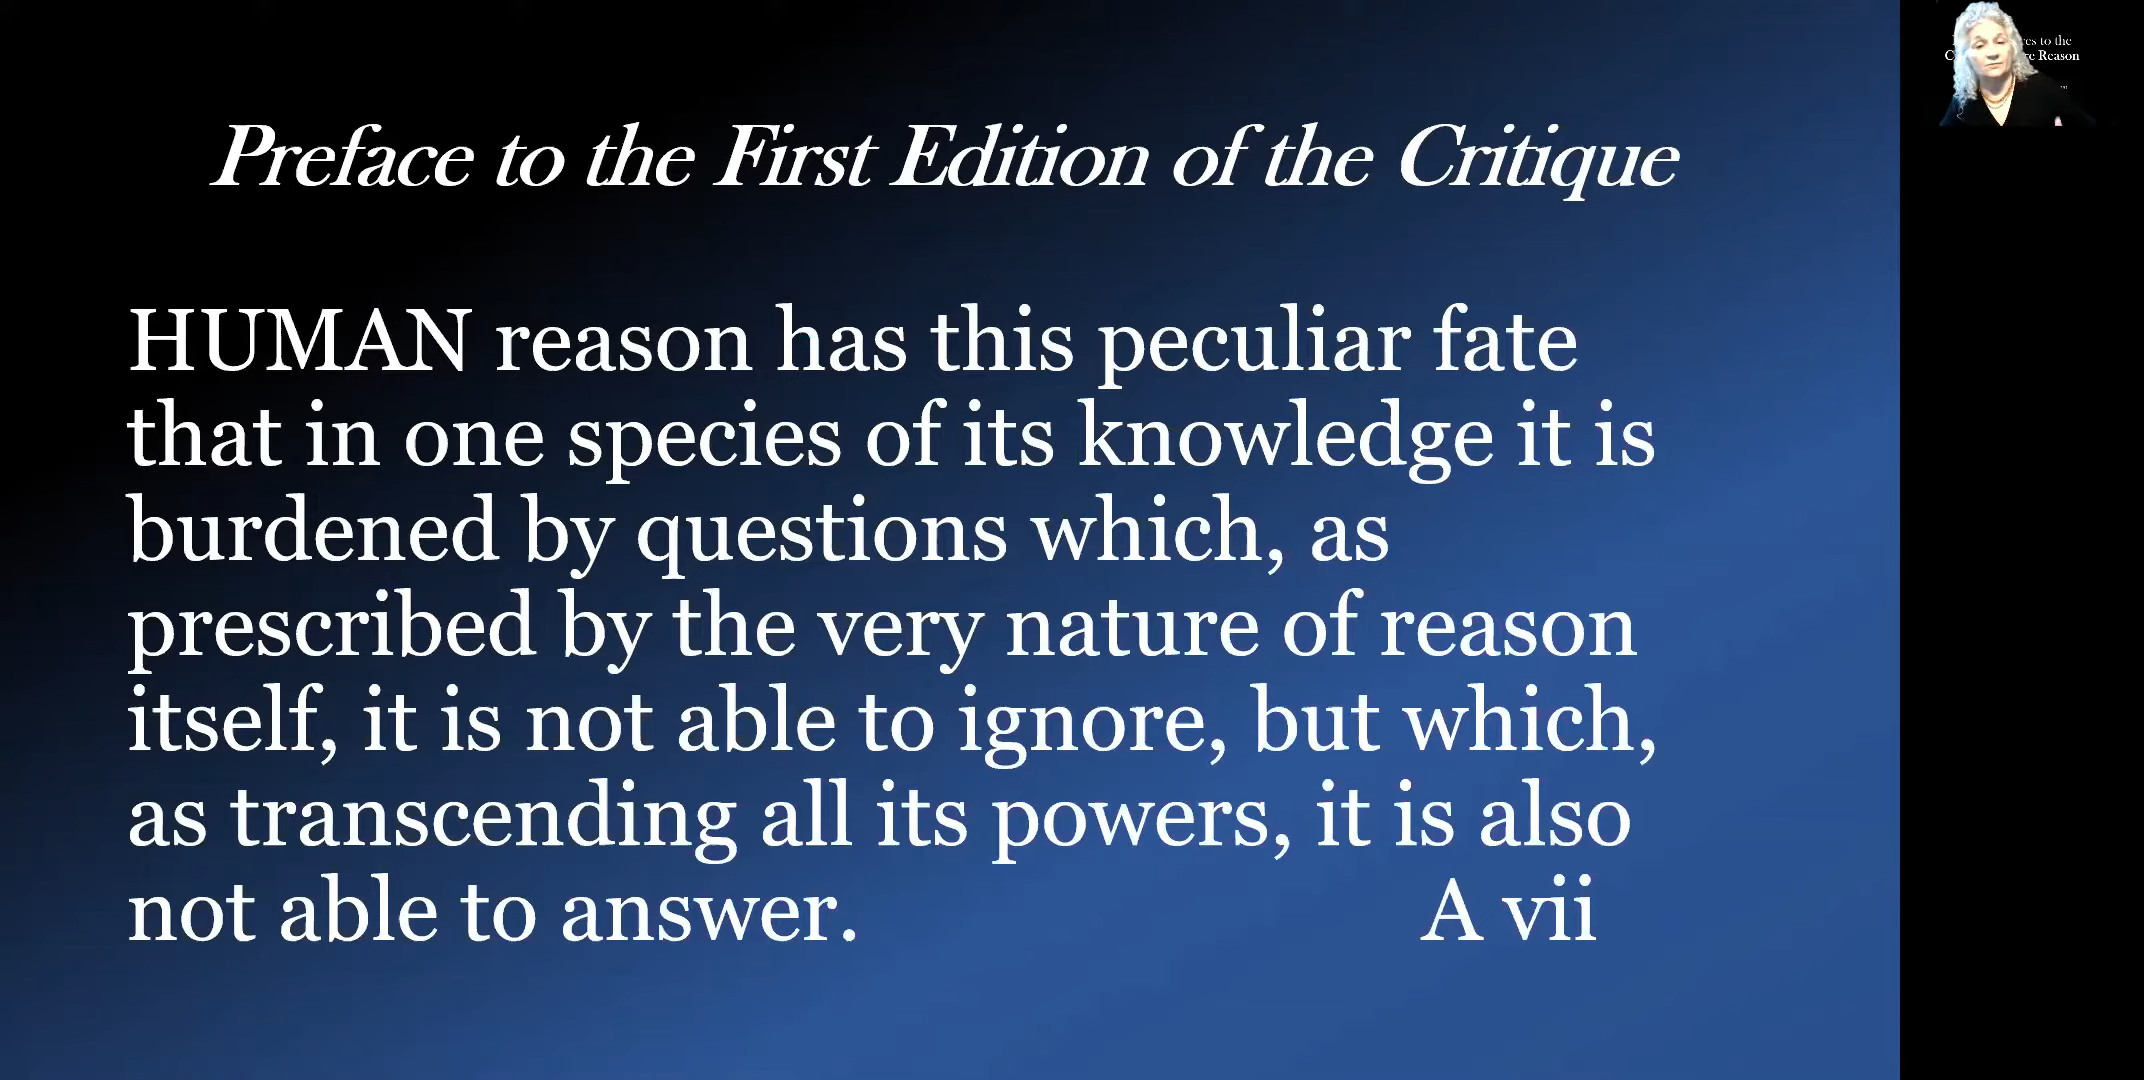 Preface to the First Edition of the Critique
HUMAN reason has this peculiar fate
that in one species of its knowledge it is
burdened by questions which, as
prescribed by the very nature of reason
itself, it is not able to ignore, but which,
as transcending all its powers, it is also
not able to answer. A vii
to the
Reason